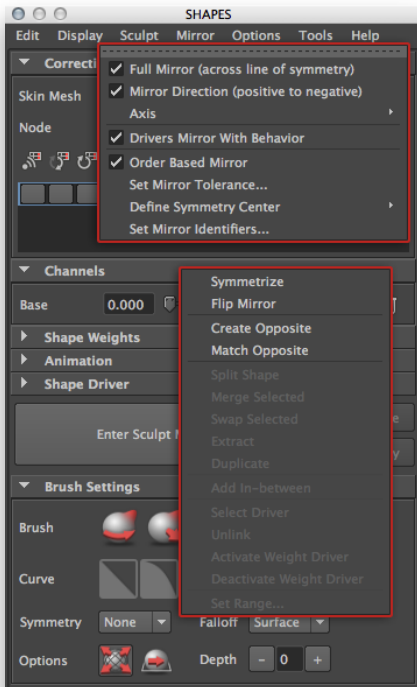 SHAPES
Edit Display Sculpt Mirror Options Tools Help
Full Mirror (across line of symmetry)
Mirror Direction (positive to negative)
Axis
Drivers Mirror With Behavior
Order Based Mirror
Set Mirror Tolerance...
Define Symmetry Center
Set Mirror Identifiers...
Correcti
Skin Mesh
Node
Channels
Base 0.000
Shape Weights
Animation
Shape Driver
Enter Sculpt
Symmetrize
Flip Mirror
Create Opposite
Match Opposite
Split Shape
Merge Selected
Swap Selected
Extract
Duplicate
Add In-between
Select Driver
Unlink
Activate Weight Driver
Deactivate Weight Driver
Set Range...
Brush Settings
Brush
Curve
Symmetry None Falloff Surface
Options Depth - 0 +